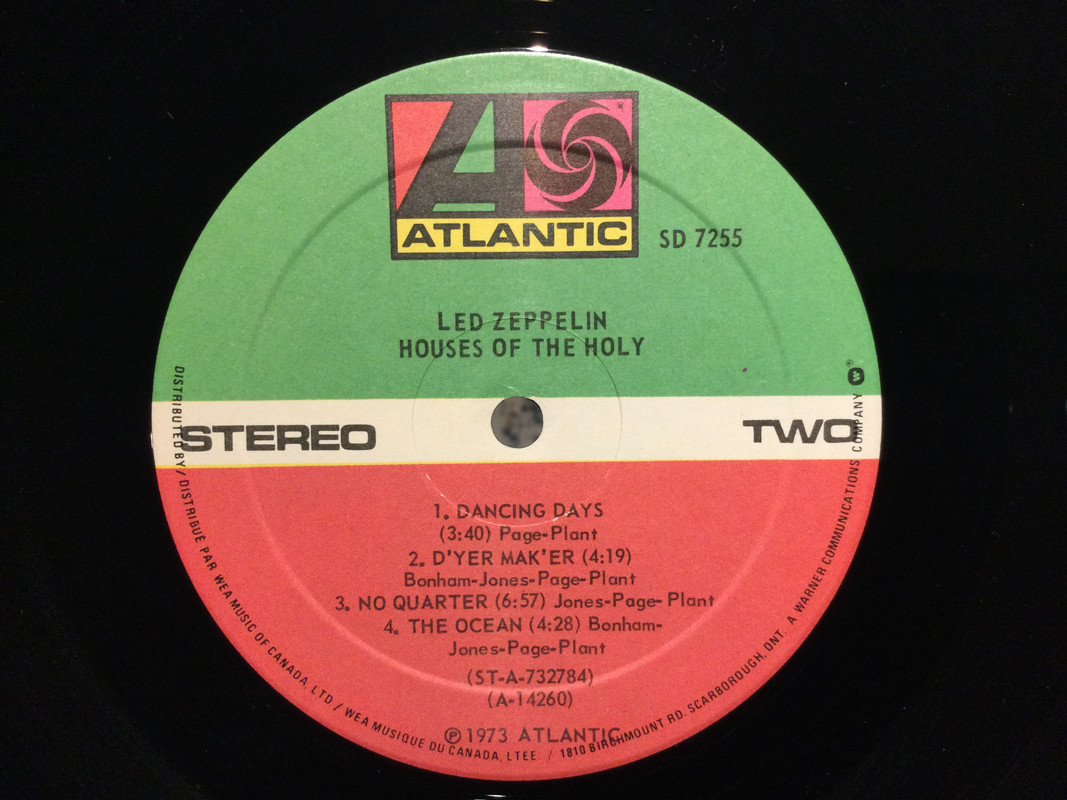 ATLANTIC
®
SD 7255
LED ZEPPELIN
HOUSES OF THE HOLY
STEREO
TWO
1. DANCING DAYS
(3:40) Page-Plant
2. D'YER MAK'ER (4:19)
Bonham-Jones-Page-Plant
3. NO QUARTER (6:57) Jones-Page-Plant
4. THE OCEAN (4:28) Bonham-
Jones-Page-Plant
(ST-A-732784)
(A-14260)
℗ 1973 ATLANTIC
DISTRIBUTED BY / DISTRIBUÉ PAR WEA MUSIC OF CANADA, LTD / WEA MUSIQUE DU CANADA, LTEE. / 1810 BIRCHMOUNT RD. SCARBOROUGH, ONT. A WARNER COMMUNICATIONS COMPANY W ®